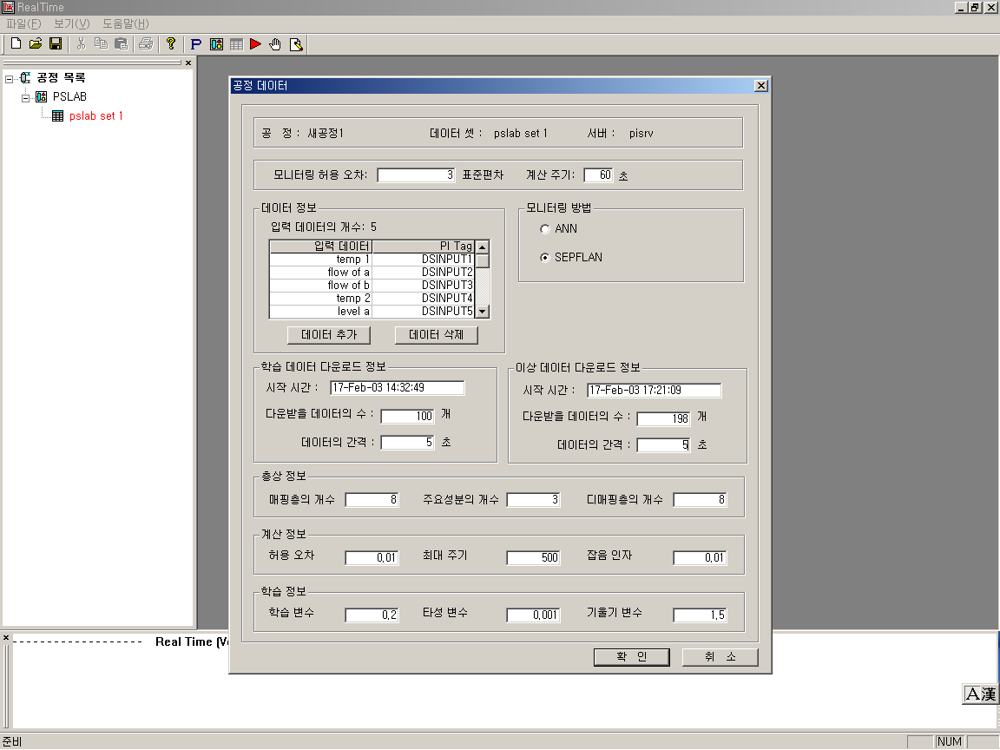 RealTime
파일(F) 보기(V) 도움말(H)
P
공정 목록
PSLAB
pslab set 1
공정 데이터
공 정 : 새공정1 데이터 셋 : pslab set 1 서버 : pisrv
모니터링 허용 오차: 3 표준편차 계산 주기: 60 초
데이터 정보
입력 데이터의 개수: 5
입력 데이터 PI Tag
temp 1 DSINPUT1
flow of a DSINPUT2
flow of b DSINPUT3
temp 2 DSINPUT4
level a DSINPUT5
데이터 추가 데이터 삭제
모니터링 방법
ANN
SEPFLAN
학습 데이터 다운로드 정보
시작 시간 : 17-Feb-03 14:32:49
다운받을 데이터의 수 : 100 개
데이터의 간격 : 5 초
이상 데이터 다운로드 정보
시작 시간 : 17-Feb-03 17:21:09
다운받을 데이터의 수 : 198 개
데이터의 간격 : 5 초
층상 정보
매핑층의 개수 8 주요성분의 개수 3 디매핑층의 개수 8
계산 정보
허용 오차 0,01 최대 주기 500 잡음 인자 0,01
학습 정보
학습 변수 0,2 타성 변수 0,001 기울기 변수 1,5
확 인 취 소
Real Time (V
A漢
준비 NUM